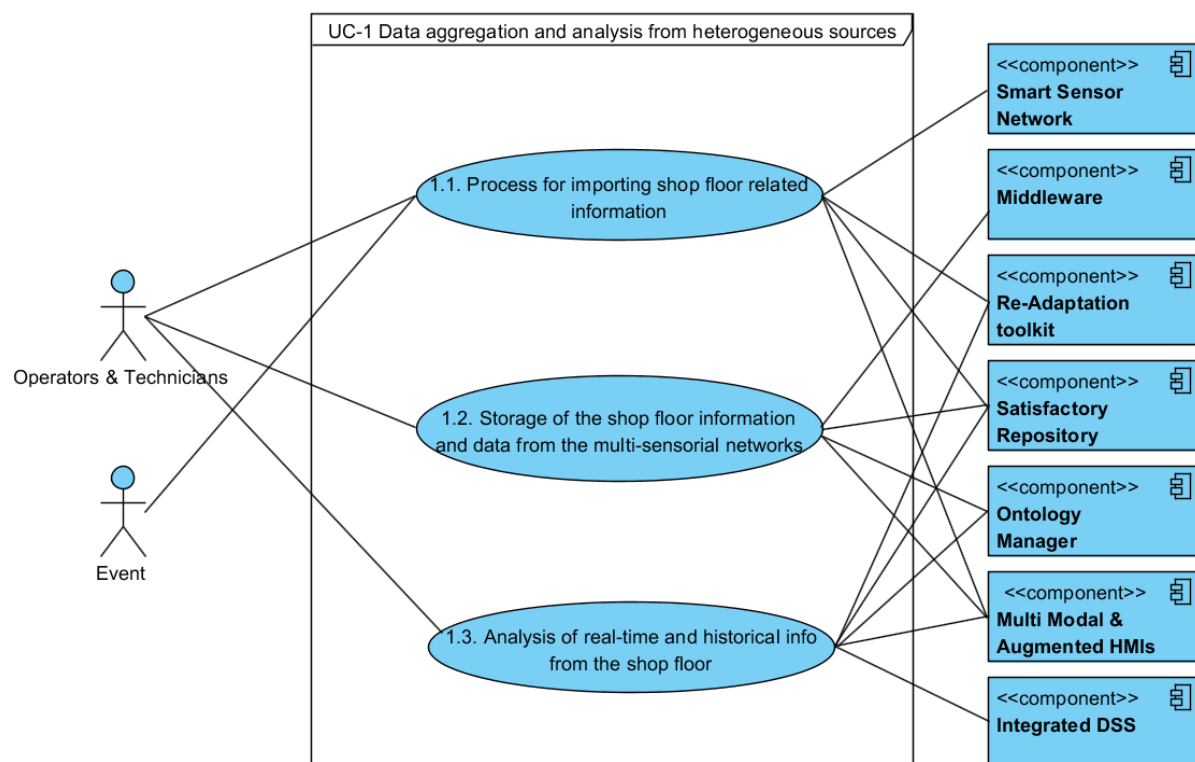 UC-1 Data aggregation and analysis from heterogeneous sources
1.1. Process for importing shop floor related
information
1.2. Storage of the shop floor information
and data from the multi-sensorial networks
1.3. Analysis of real-time and historical info
from the shop floor
Operators & Technicians
Event
<<component>>
Smart Sensor
Network
<<component>>
Middleware
<<component>>
Re-Adaptation
toolkit
<<component>>
Satisfactory
Repository
<<component>>
Ontology
Manager
<<component>>
Multi Modal &
Augmented HMIs
<<component>>
Integrated DSS